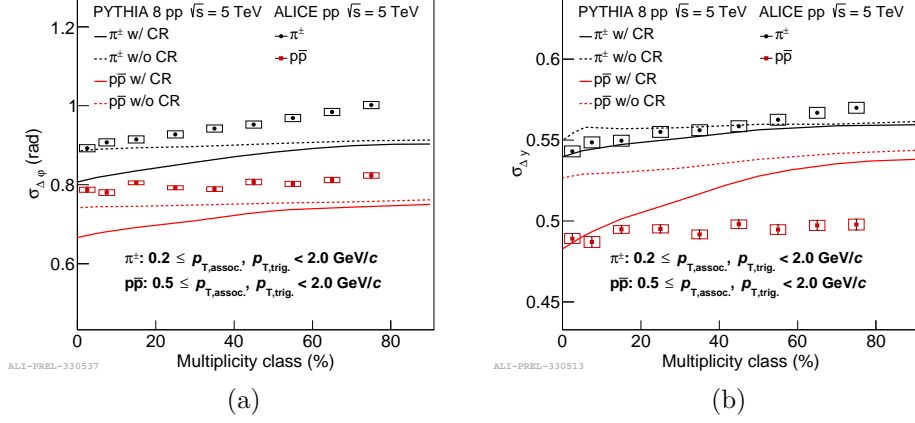 PYTHIA 8 pp √s = 5 TeV ALICE pp √s = 5 TeV
π± w/ CR π±
π± w/o CR pp̅
pp̅ w/ CR
pp̅ w/o CR
1.2
1
0.8
0.6
σΔφ (rad)
π±: 0.2 ≤ pT,assoc., pT,trig. < 2.0 GeV/c
pp̅: 0.5 ≤ pT,assoc., pT,trig. < 2.0 GeV/c
0 20 40 60 80
Multiplicity class (%)
ALI-PREL-330537
(a)
PYTHIA 8 pp √s = 5 TeV ALICE pp √s = 5 TeV
π± w/ CR π±
π± w/o CR pp̅
pp̅ w/ CR
pp̅ w/o CR
0.6
0.55
0.5
0.45
σΔy
π±: 0.2 ≤ pT,assoc., pT,trig. < 2.0 GeV/c
pp̅: 0.5 ≤ pT,assoc., pT,trig. < 2.0 GeV/c
0 20 40 60 80
Multiplicity class (%)
ALI-PREL-330513
(b)